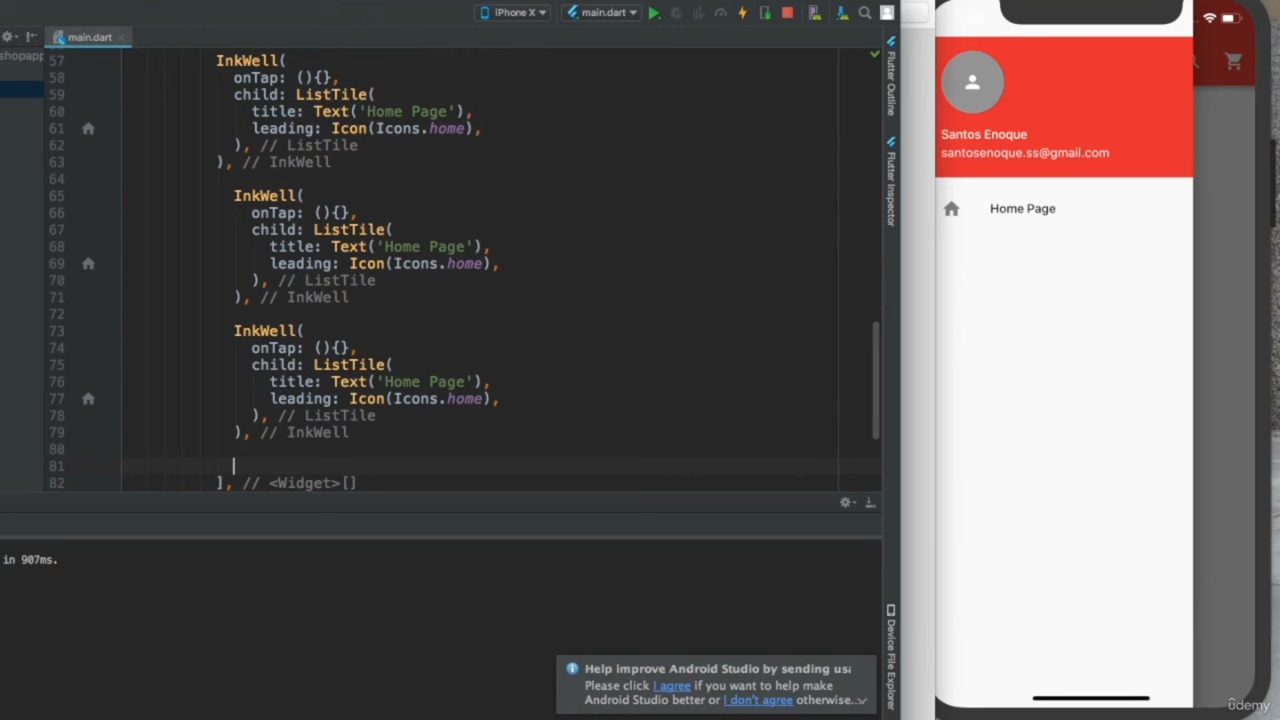 iPhone X
main.dart
shopapp
main.dart
57 InkWell(
58 onTap: (){},
59 child: ListTile(
60 title: Text('Home Page'),
61 leading: Icon(Icons.home),
62 ), // ListTile
63 ), // InkWell
64
65 InkWell(
66 onTap: (){},
67 child: ListTile(
68 title: Text('Home Page'),
69 leading: Icon(Icons.home),
70 ), // ListTile
71 ), // InkWell
72
73 InkWell(
74 onTap: (){},
75 child: ListTile(
76 title: Text('Home Page'),
77 leading: Icon(Icons.home),
78 ), // ListTile
79 ), // InkWell
80
81
82 ], // <Widget>[]
in 907ms.
Flutter Outline
Flutter Inspector
Device File Explorer
Help improve Android Studio by sending usa
Please click I agree if you want to help make
Android Studio better or I don't agree otherwise...
Santos Enoque
santosenoque.ss@gmail.com
Home Page
ûdemy